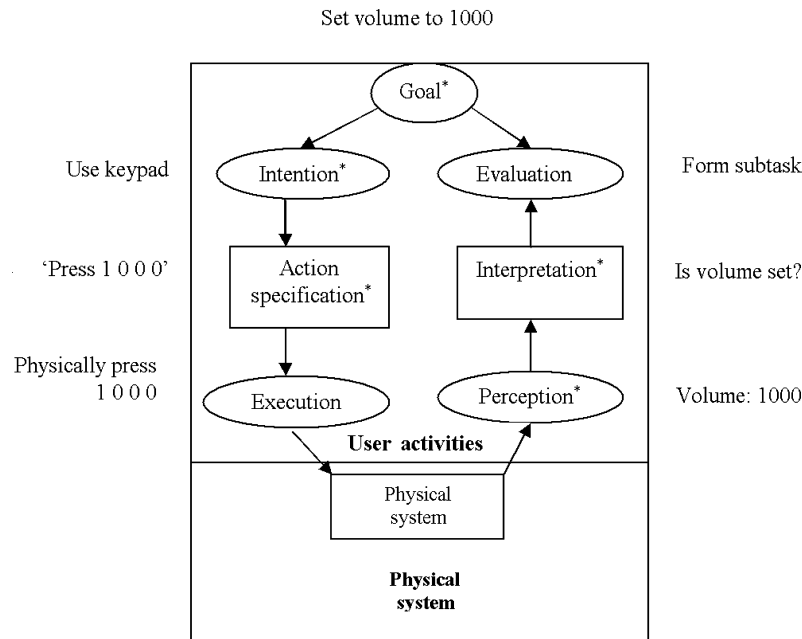 Set volume to 1000
Goal*
Use keypad
Intention*
Evaluation
Form subtask
‘Press 1 0 0 0’
Action
specification*
Interpretation*
Is volume set?
Physically press
1 0 0 0
Execution
Perception*
Volume: 1000
User activities
Physical
system
Physical
system